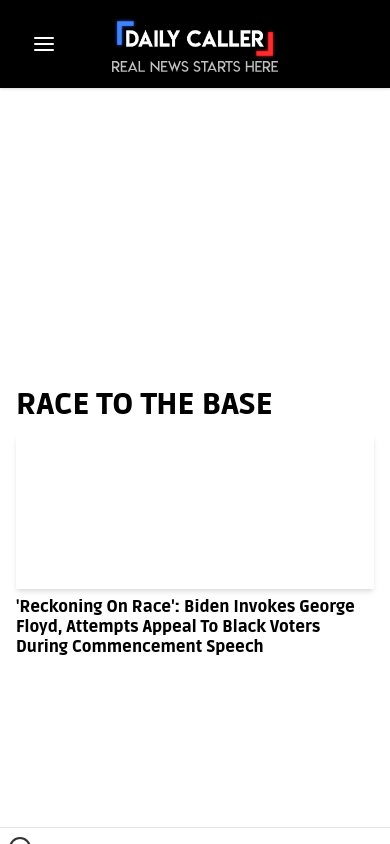 DAILY CALLER
REAL NEWS STARTS HERE
RACE TO THE BASE
'Reckoning On Race': Biden Invokes George
Floyd, Attempts Appeal To Black Voters
During Commencement Speech